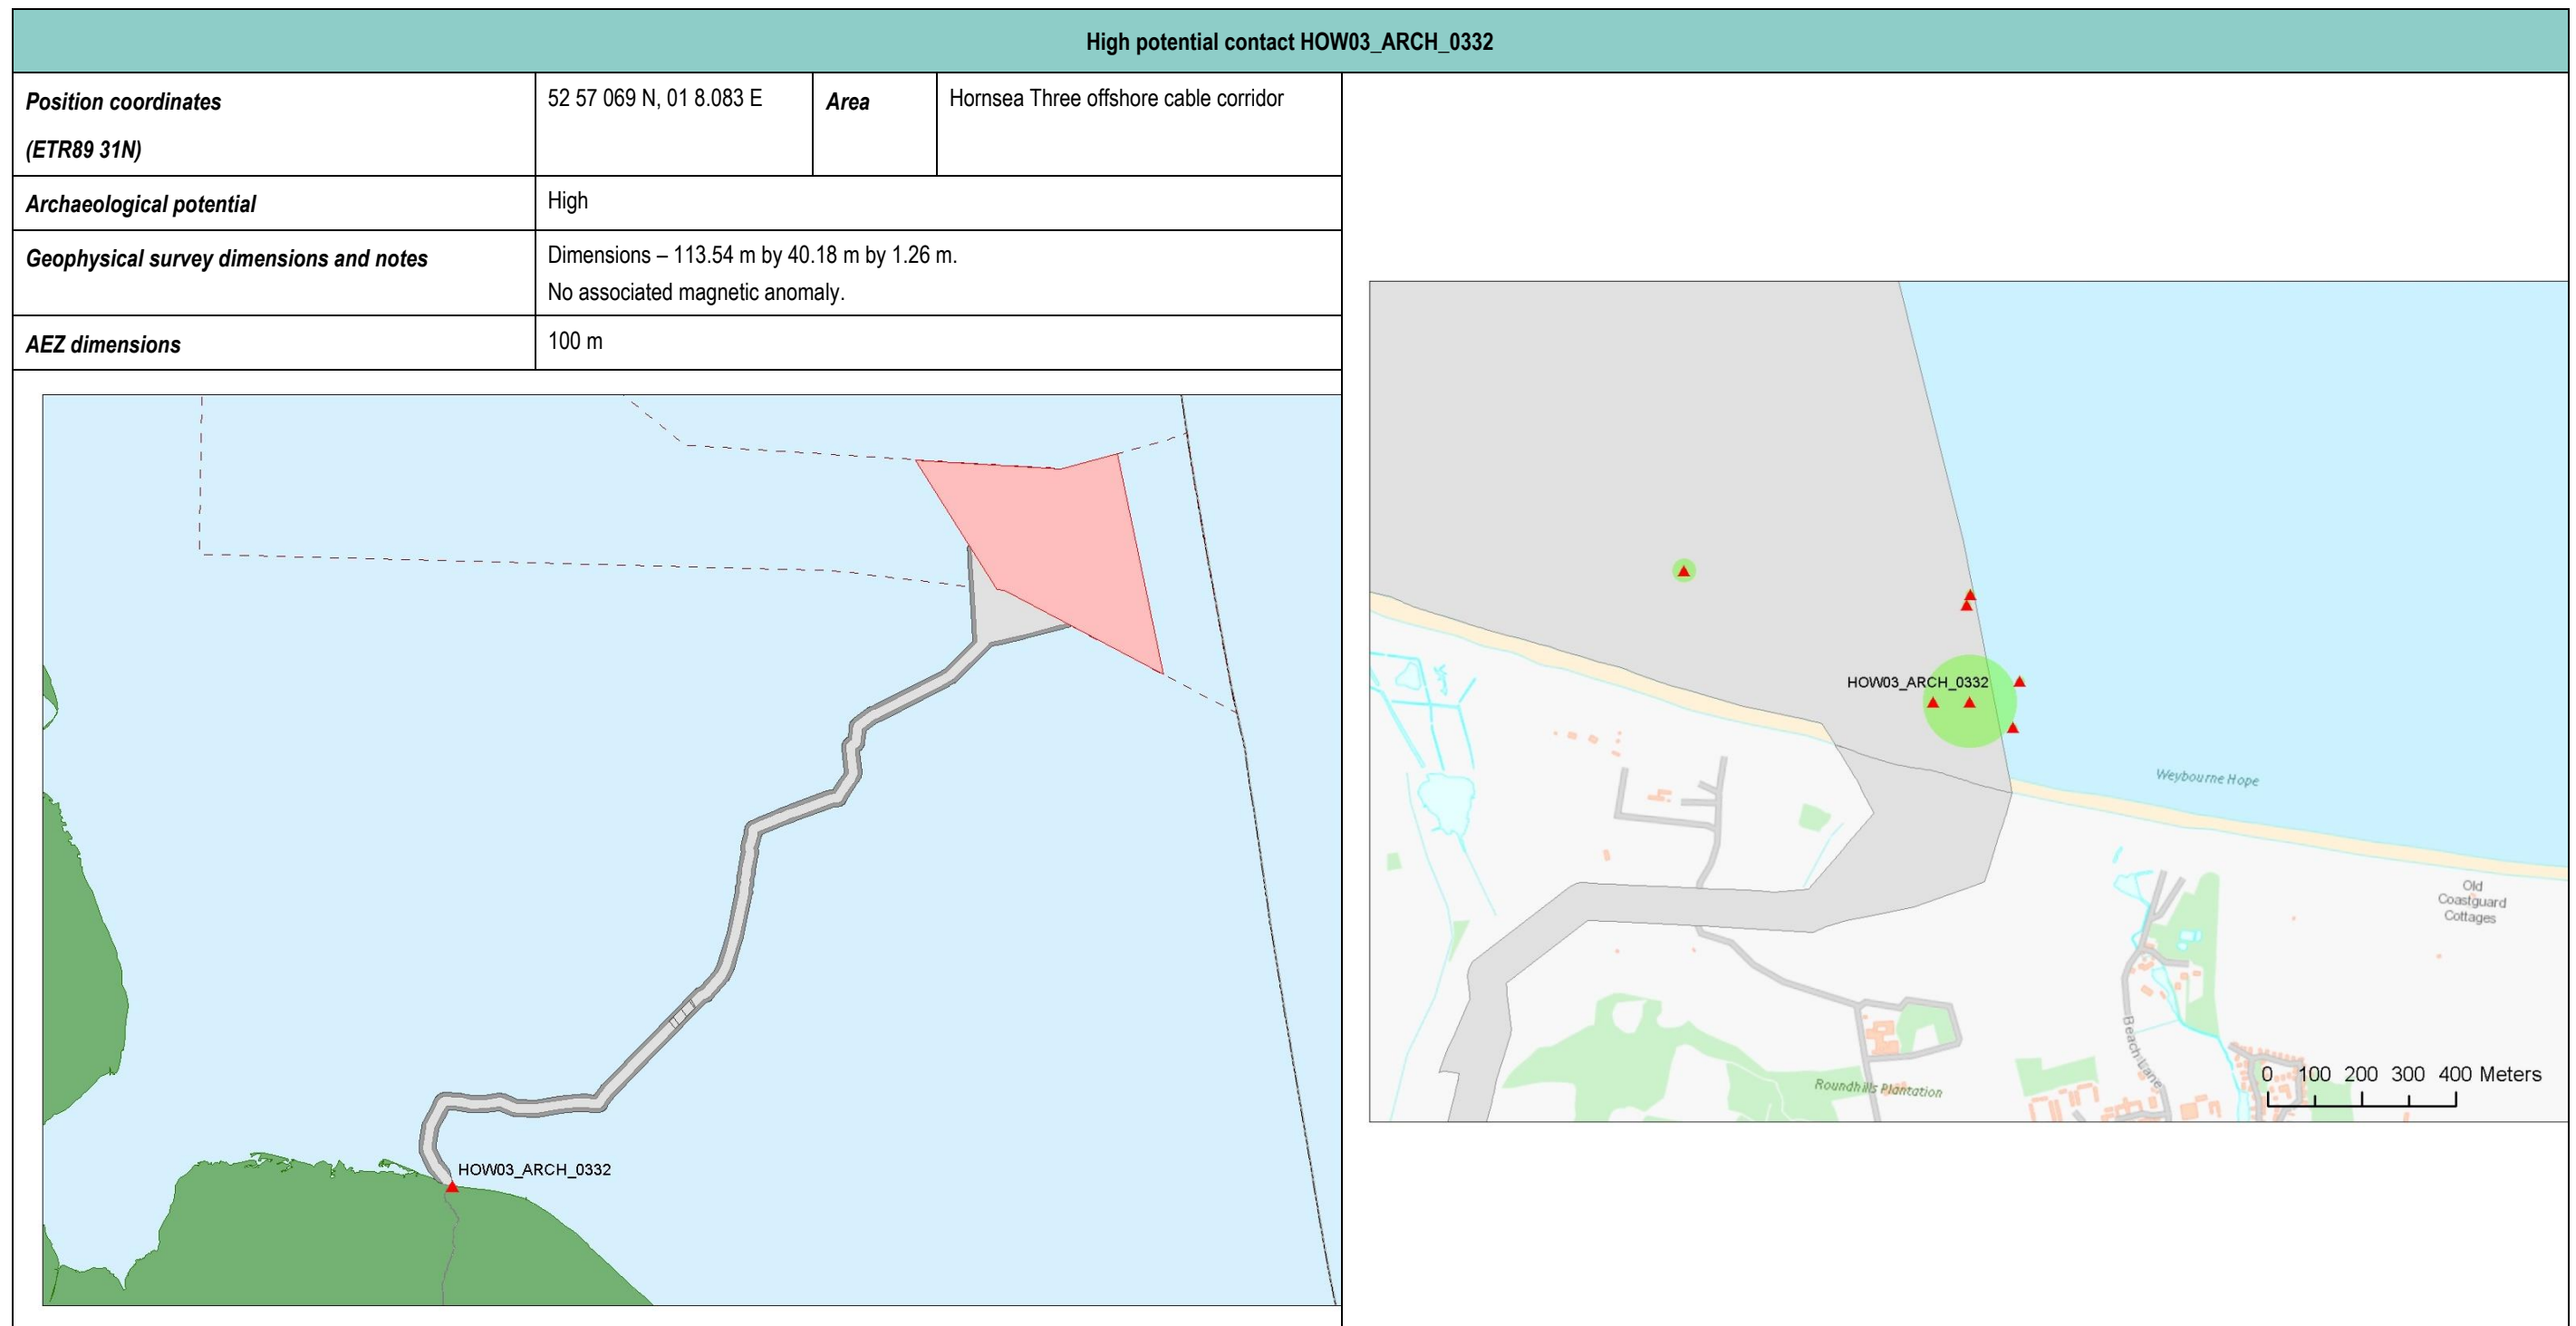 High potential contact HOW03_ARCH_0332
Position coordinates
(ETR89 31N)
52 57 069 N, 01 8.083 E
Area
Hornsea Three offshore cable corridor
Archaeological potential
High
Geophysical survey dimensions and notes
Dimensions – 113.54 m by 40.18 m by 1.26 m.
No associated magnetic anomaly.
AEZ dimensions
100 m
HOW03_ARCH_0332
HOW03_ARCH_0332
Weybourne Hope
Old
Coastguard
Cottages
Beach Lane
Roundhills Plantation
0 100 200 300 400 Meters